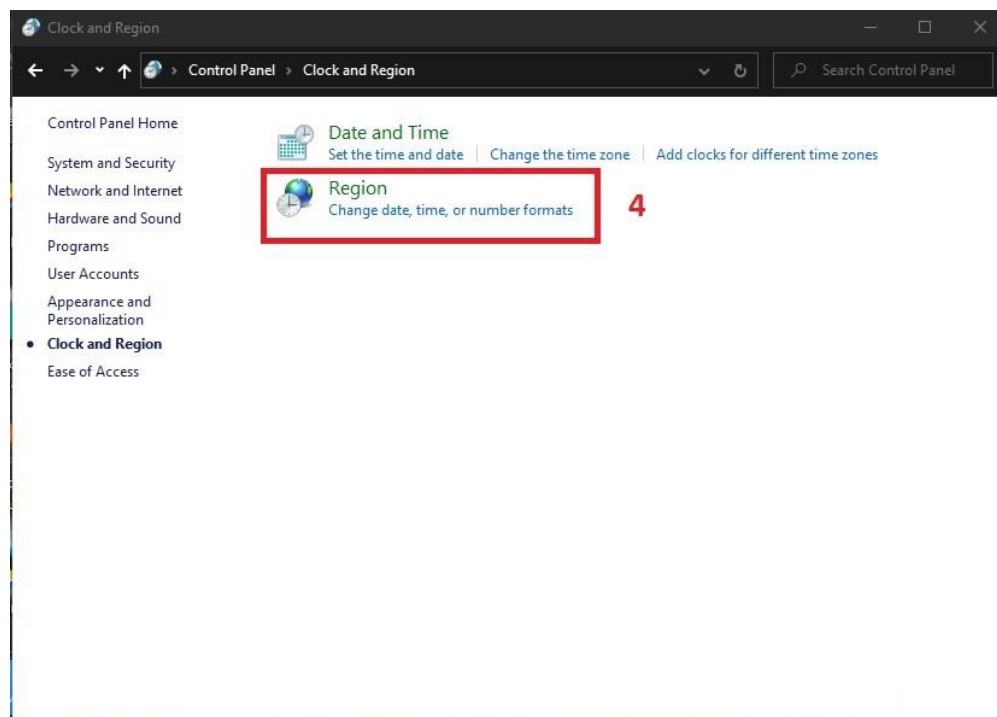 Clock and Region
Control Panel › Clock and Region
Search Control Panel
Control Panel Home
System and Security
Network and Internet
Hardware and Sound
Programs
User Accounts
Appearance and
Personalization
Clock and Region
Ease of Access
Date and Time
Set the time and date | Change the time zone | Add clocks for different time zones
Region
Change date, time, or number formats
4